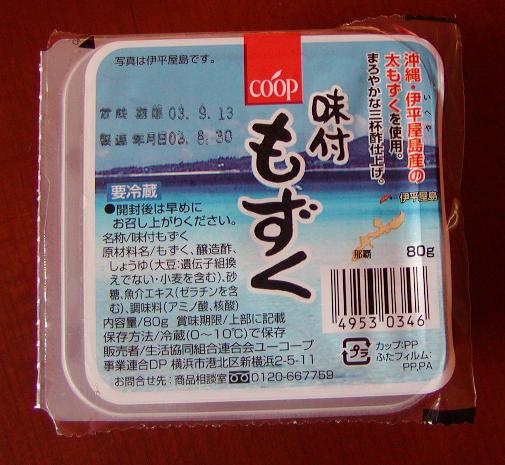 写真は伊平屋島です。
COOP
沖縄・伊平屋島産の
いへや
太もずくを使用。
まろやかな三杯酢仕上げ。
味付
もずく
賞味期限 03.9.13
製造年月日03.8.30
要冷蔵
●開封後は早めに
お召し上がりください。
伊平屋島
那覇
80g
名称/味付もずく
原材料名/もずく、醸造酢、
しょうゆ(大豆:遺伝子組換
えでない・小麦を含む)、砂
糖、魚介エキス(ゼラチンを含
む)、調味料(アミノ酸、核酸)
内容量/80g 賞味期限/上部に記載
保存方法/冷蔵(0~10℃)で保存
販売者/生活協同組合連合会ユーコープ
事業連合DP 横浜市港北区新横浜2-5-11
お問合せ先:商品相談室 0120-667759
4953 0346
プラ
カップ:PP
ふたフィルム:
PP,PA